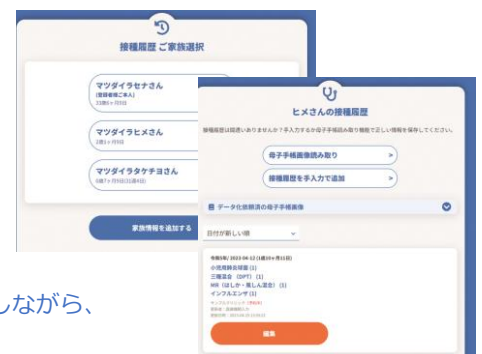 接種履歴 ご家族選択
マツダイラセナさん
(登録者様ご本人)
マツダイラヒメさん
マツダイラタケチヨさん
家族情報を追加する
ヒメさんの接種履歴
接種履歴は間違いありませんか？手入力するか母子手帳読み取り機能で正しい情報を保存してください。
母子手帳画像読み取り >
接種履歴を手入力で追加 >
データ化依頼済の母子手帳画像
日付が新しい順
小児用肺炎球菌 (1)
三種混合 (DPT) (1)
MR (はしか・風しん混合) (1)
インフルエンザ (1)
編集
しながら、